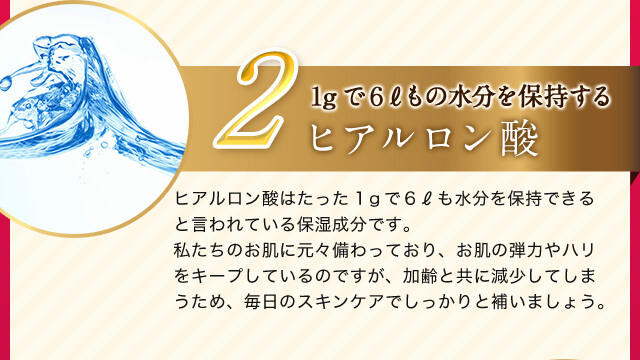 2
1gで6ℓもの水分を保持する
ヒアルロン酸
ヒアルロン酸はたった１ｇで６ℓも水分を保持できる
と言われている保湿成分です。
私たちのお肌に元々備わっており、お肌の弾力やハリ
をキープしているのですが、加齢と共に減少してしま
うため、毎日のスキンケアでしっかりと補いましょう。